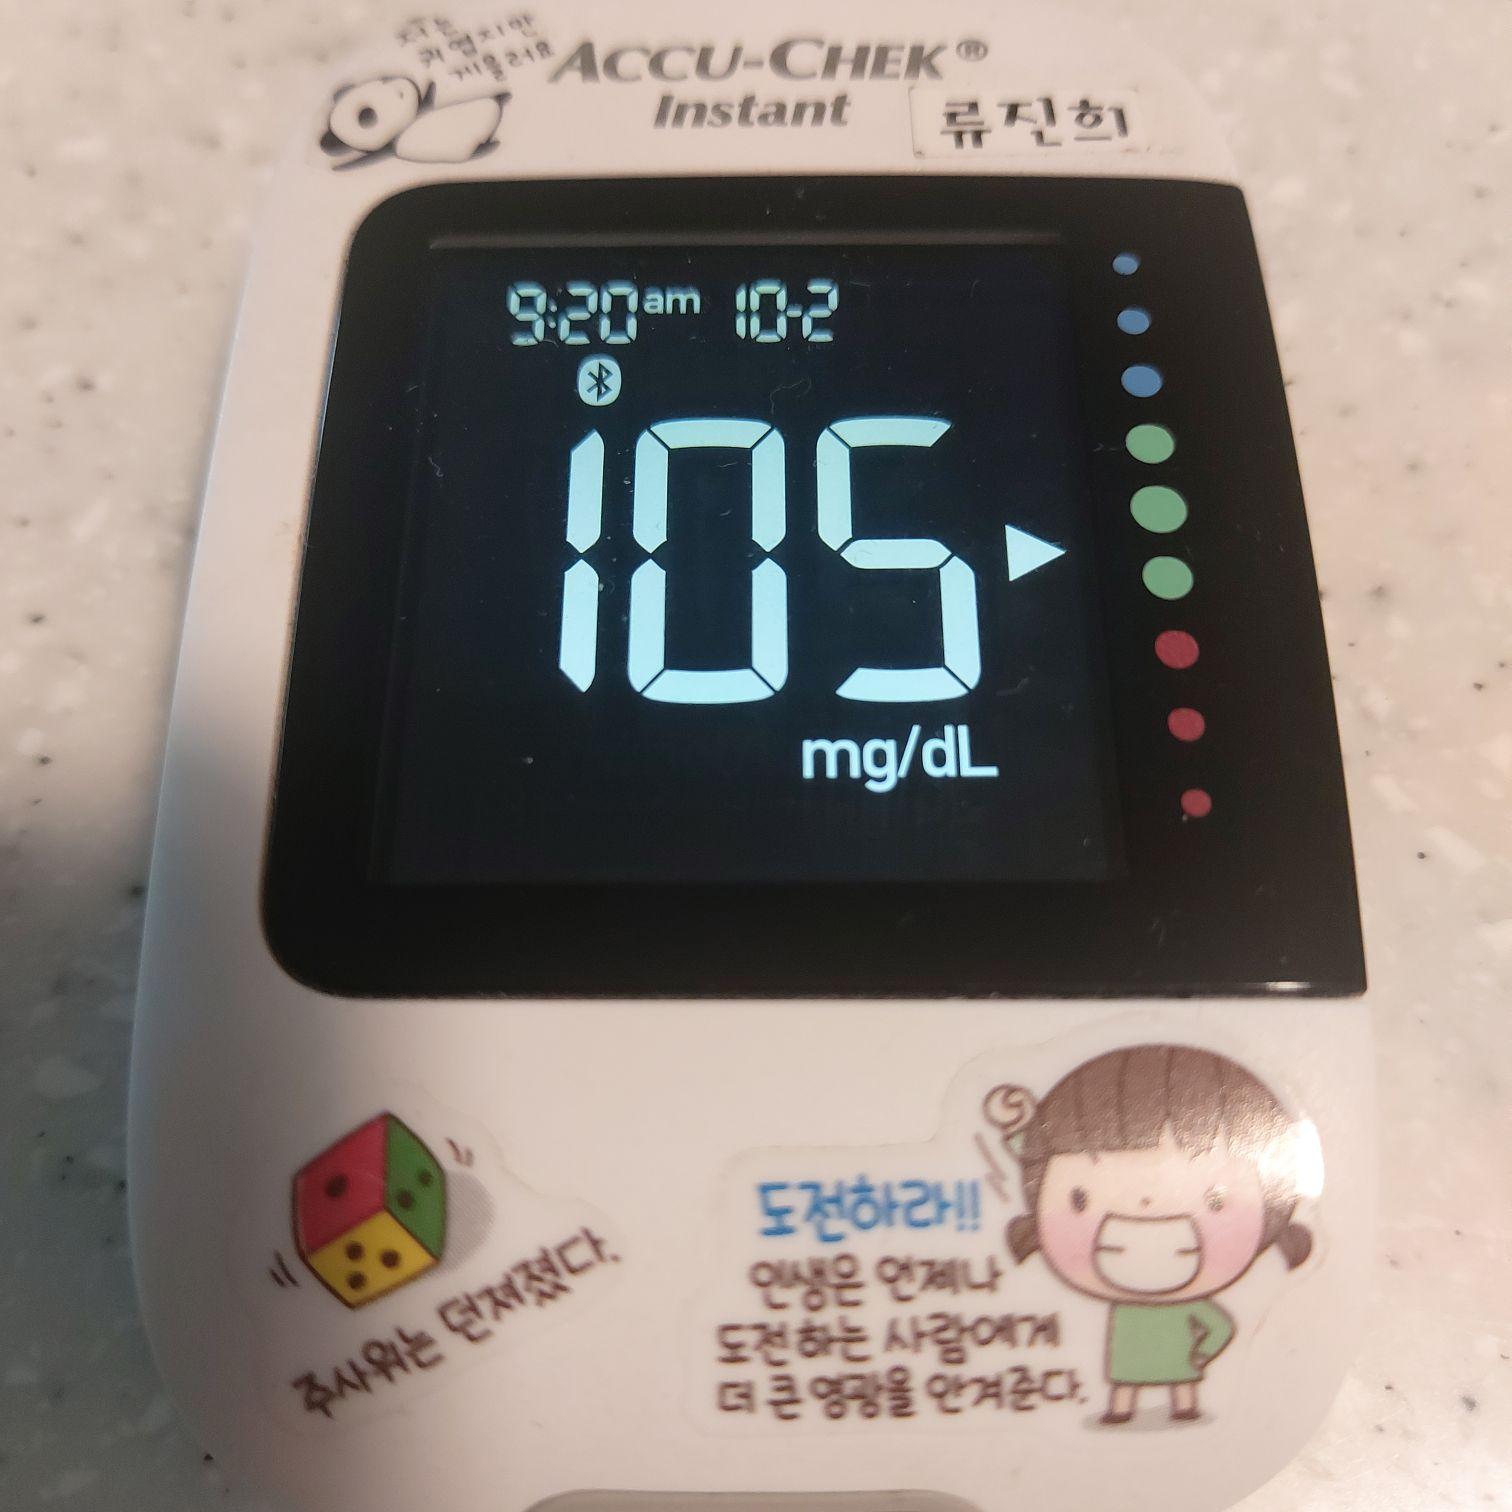 저는 귀엽지만
게을러요
ACCU-CHEK®
Instant
류진희
9:20 am 10-2
105
mg/dL
주사위는 던져졌다.
도전하라!!
인생은 언제나
도전하는 사람에게
더 큰 영광을 안겨준다.